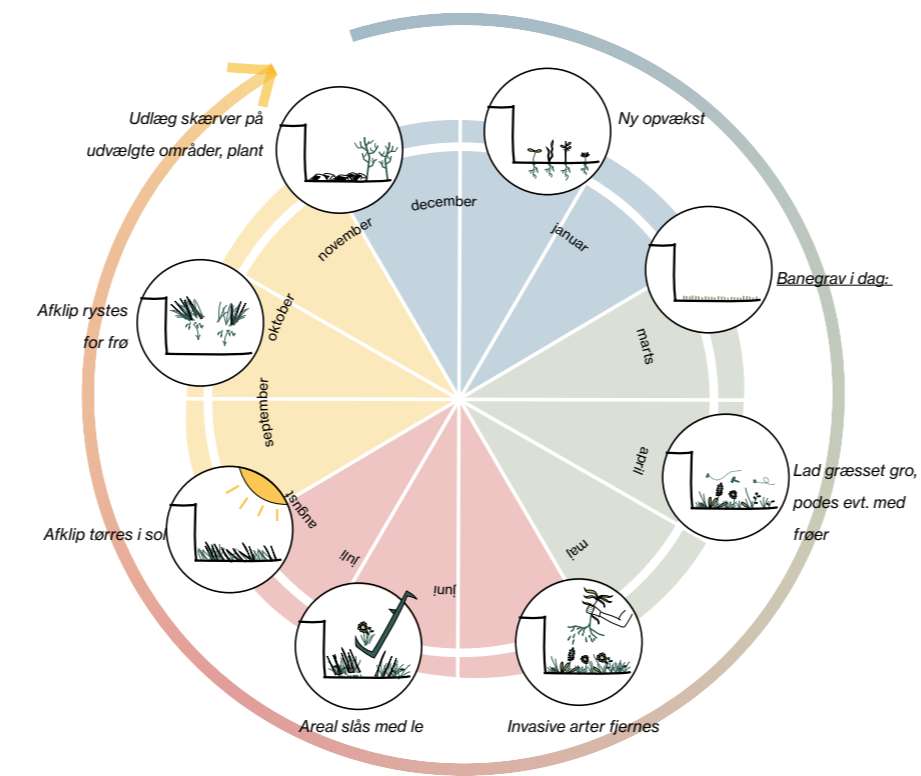 Ny opvækst
Banegrav i dag:
Lad græsset gro,
podes evt. med
frøer
Invasive arter fjernes
Areal slås med le
Afklip tørres i sol
Afklip rystes
for frø
Udlæg skærver på
udvælgte områder, plant
december
januar
marts
april
maj
juni
juli
august
september
oktober
november